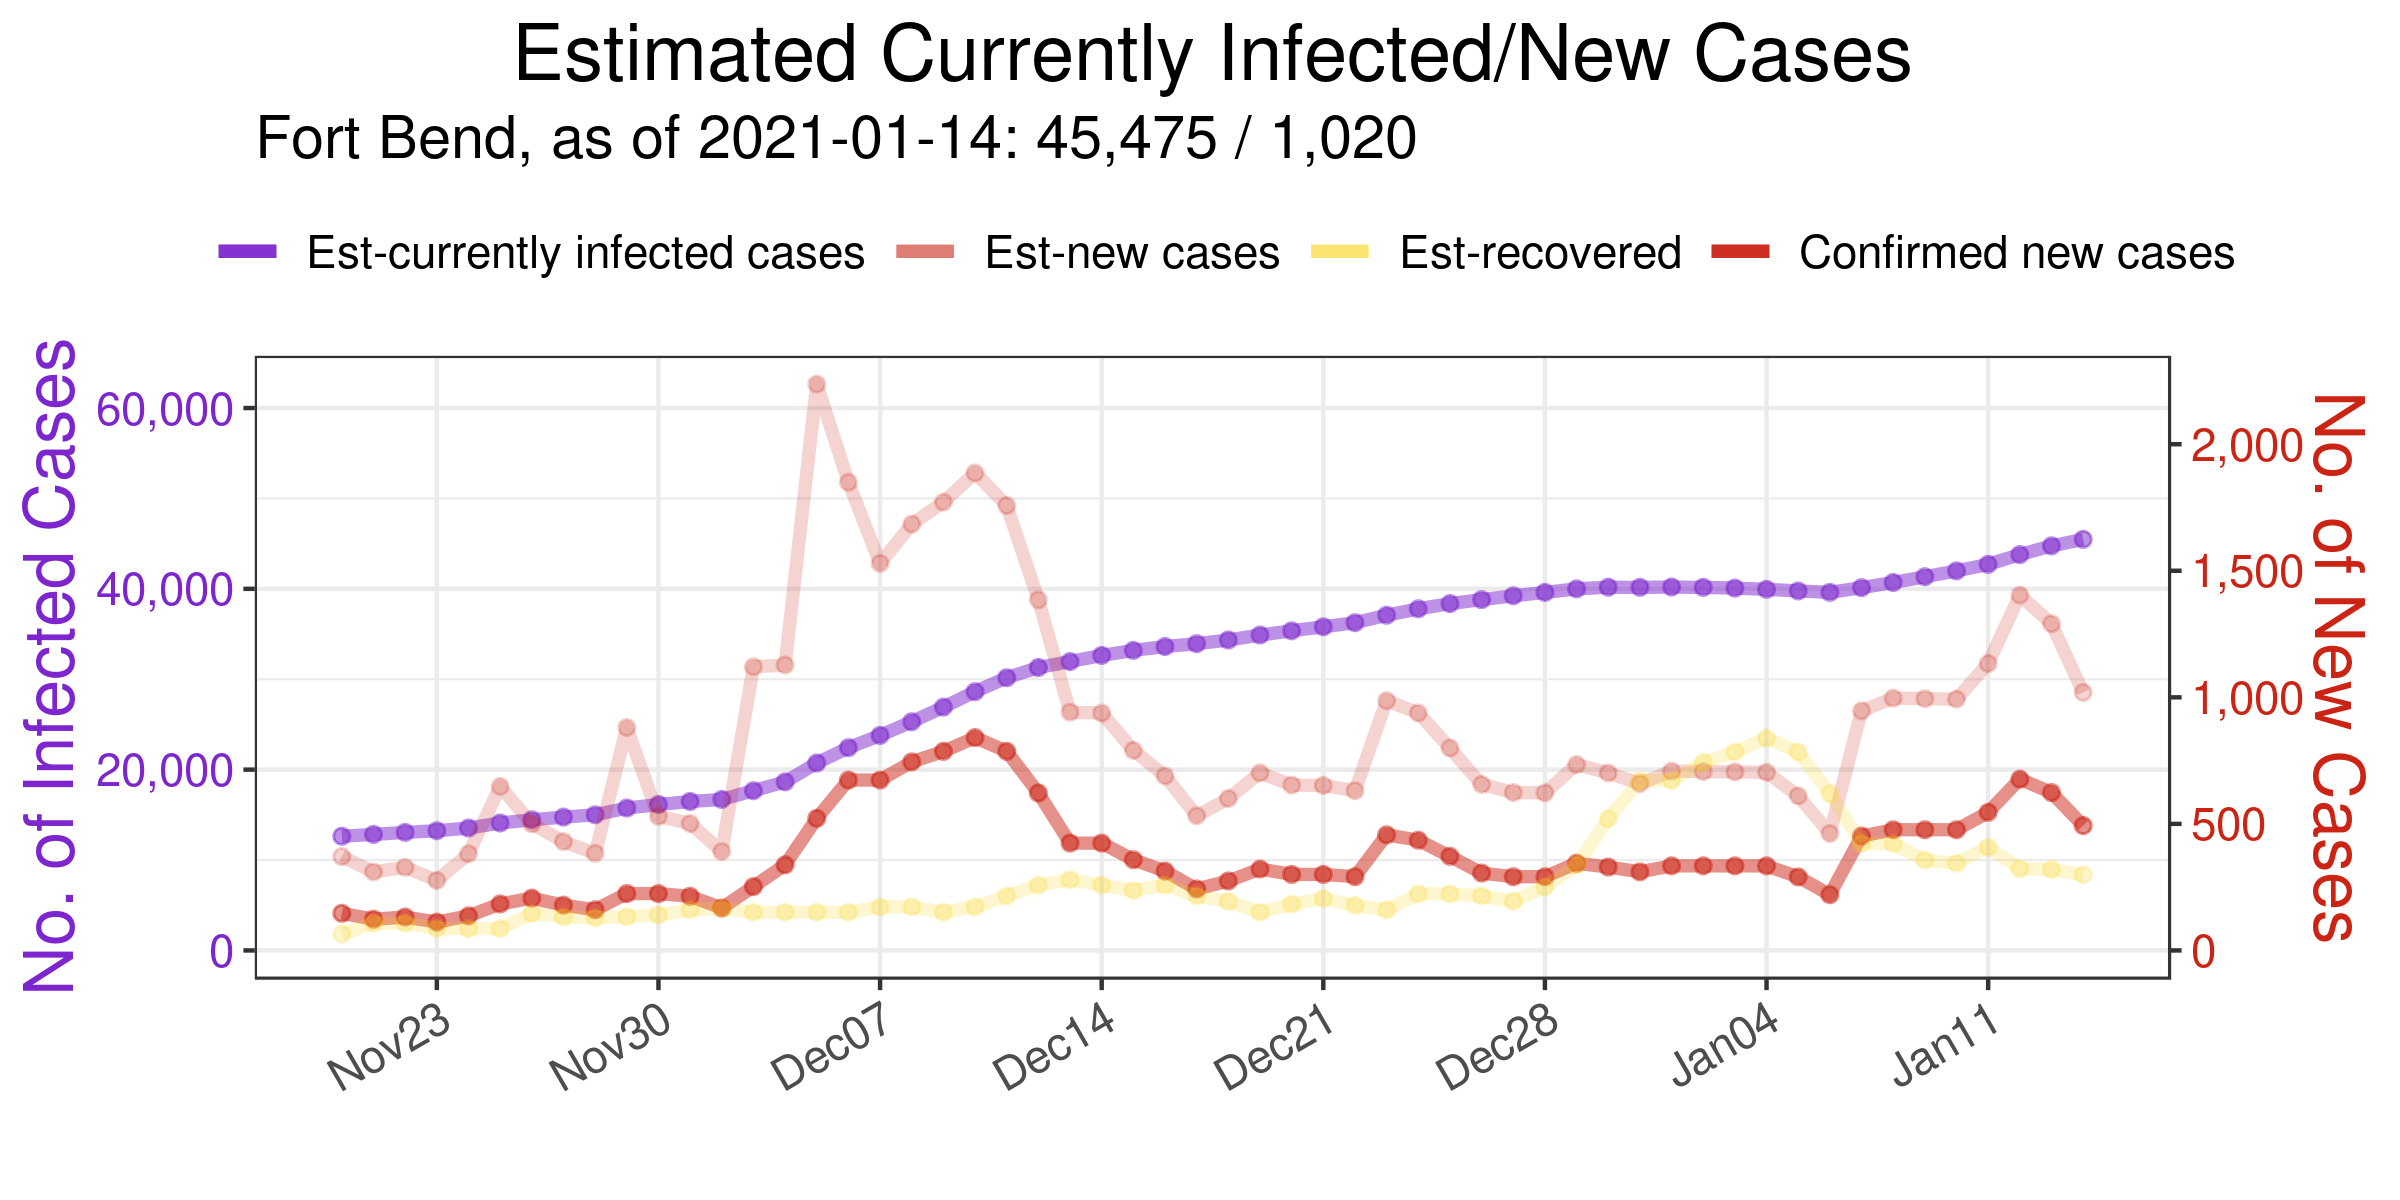 Estimated Currently Infected/New Cases
Fort Bend, as of 2021-01-14: 45,475 / 1,020
Est-currently infected cases Est-new cases Est-recovered Confirmed new cases
No. of Infected Cases
60,000
40,000
20,000
0
2,000
1,500
1,000
500
0
No. of New Cases
Nov23 Nov30 Dec07 Dec14 Dec21 Dec28 Jan04 Jan11